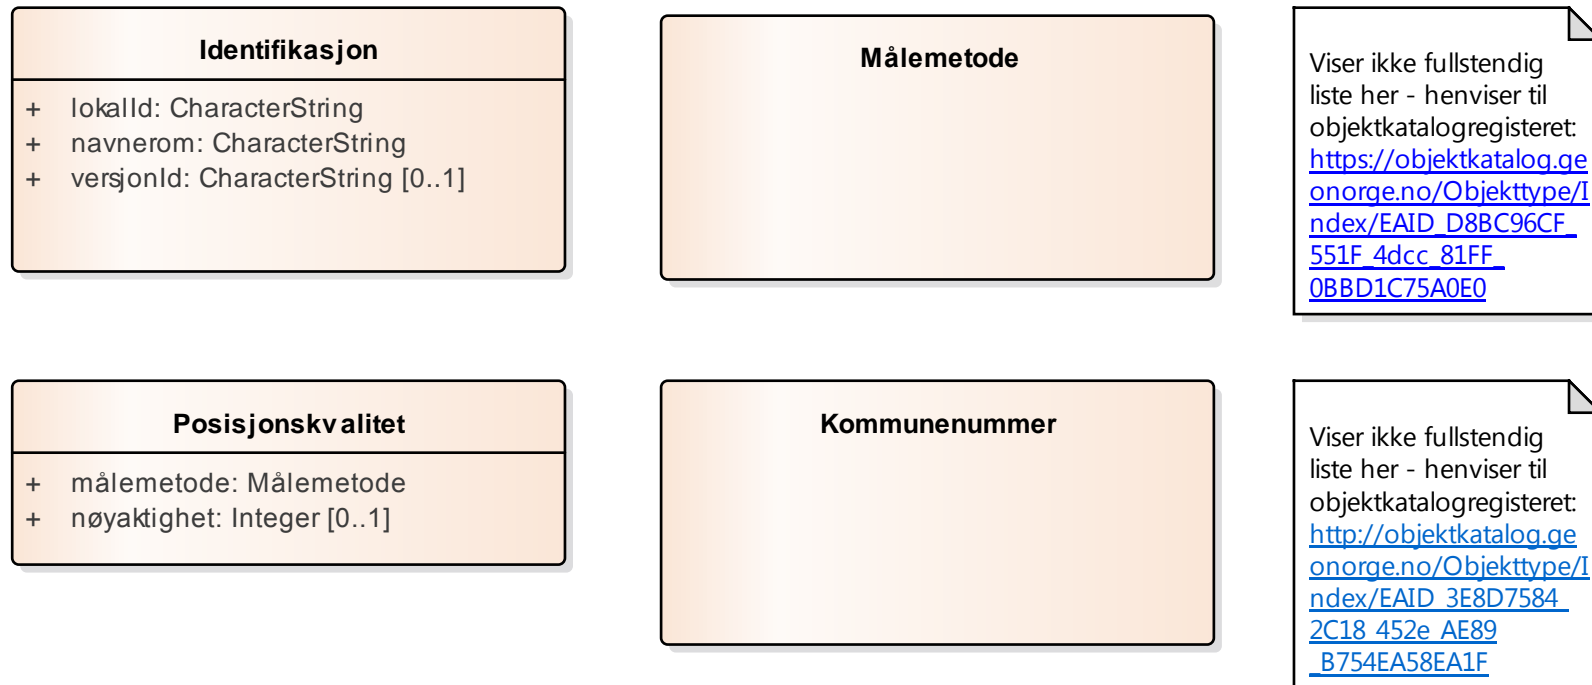 Identifikasjon
+ lokalId: CharacterString
+ navnerom: CharacterString
+ versjonId: CharacterString [0..1]
Målemetode
Viser ikke fullstendig
liste her - henviser til
objektkatalogregisteret:
https://objektkatalog.ge
onorge.no/Objekttype/I
ndex/EAID_D8BC96CF_
551F_4dcc_81FF_
0BBD1C75A0E0
Posisjonskvalitet
+ målemetode: Målemetode
+ nøyaktighet: Integer [0..1]
Kommunenummer
Viser ikke fullstendig
liste her - henviser til
objektkatalogregisteret:
http://objektkatalog.ge
onorge.no/Objekttype/I
ndex/EAID_3E8D7584_
2C18_452e_AE89
_B754EA58EA1F